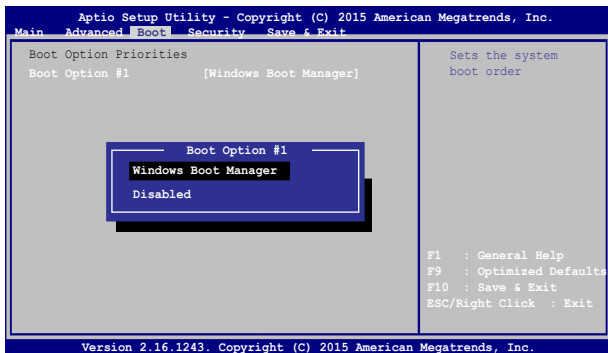 Aptio Setup Utility - Copyright (C) 2015 American Megatrends, Inc.
Main Advanced Boot Security Save & Exit
Boot Option Priorities
Boot Option #1 [Windows Boot Manager]
Sets the system
boot order
Boot Option #1
Windows Boot Manager
Disabled
F1 : General Help
F9 : Optimized Defaults
F10 : Save & Exit
ESC/Right Click : Exit
Version 2.16.1243. Copyright (C) 2015 American Megatrends, Inc.